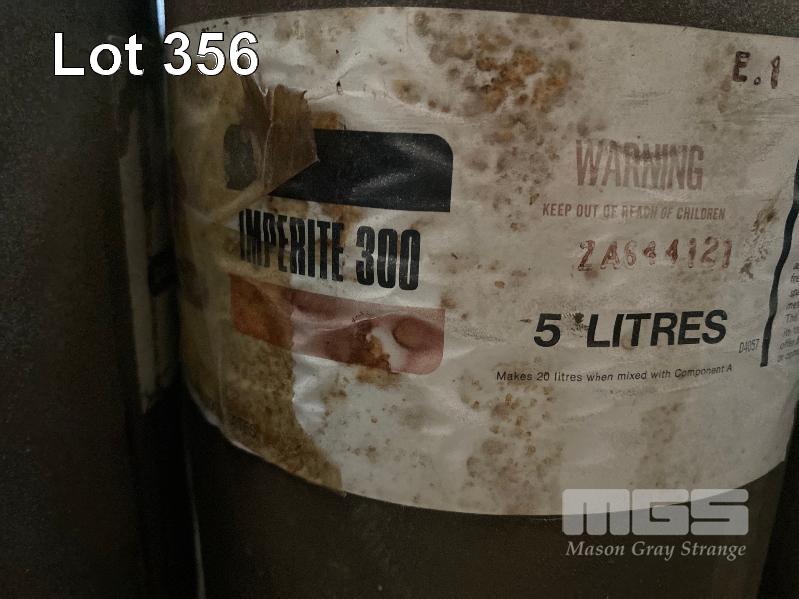 Lot 356
E.1
WARNING
KEEP OUT OF REACH OF CHILDREN
IMPERITE 300
5 LITRES
D4057
Makes 20 litres when mixed with Component A
MGS
Mason Gray Strange